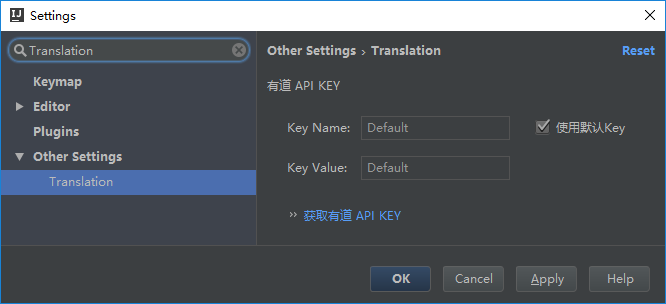 Settings
Translation
Keymap
Editor
Plugins
Other Settings
Translation
Other Settings › Translation
Reset
有道 API KEY
Key Name: Default
使用默认Key
Key Value: Default
›› 获取有道 API KEY
OK
Cancel
Apply
Help